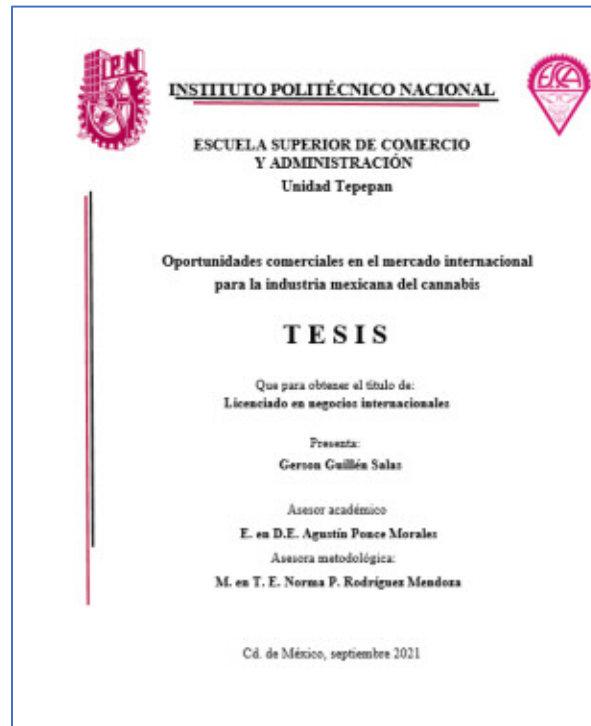 IPN
ESCA
INSTITUTO POLITÉCNICO NACIONAL
ESCUELA SUPERIOR DE COMERCIO
Y ADMINISTRACIÓN
Unidad Tepepan
Oportunidades comerciales en el mercado internacional
para la industria mexicana del cannabis
T E S I S
Que para obtener el título de:
Licenciado en negocios internacionales
Presenta:
Gerson Guillén Salas
Asesor académico
E. en D.E. Agustín Ponce Morales
Asesora metodológica:
M. en T. E. Norma P. Rodríguez Mendoza
Cd. de México, septiembre 2021